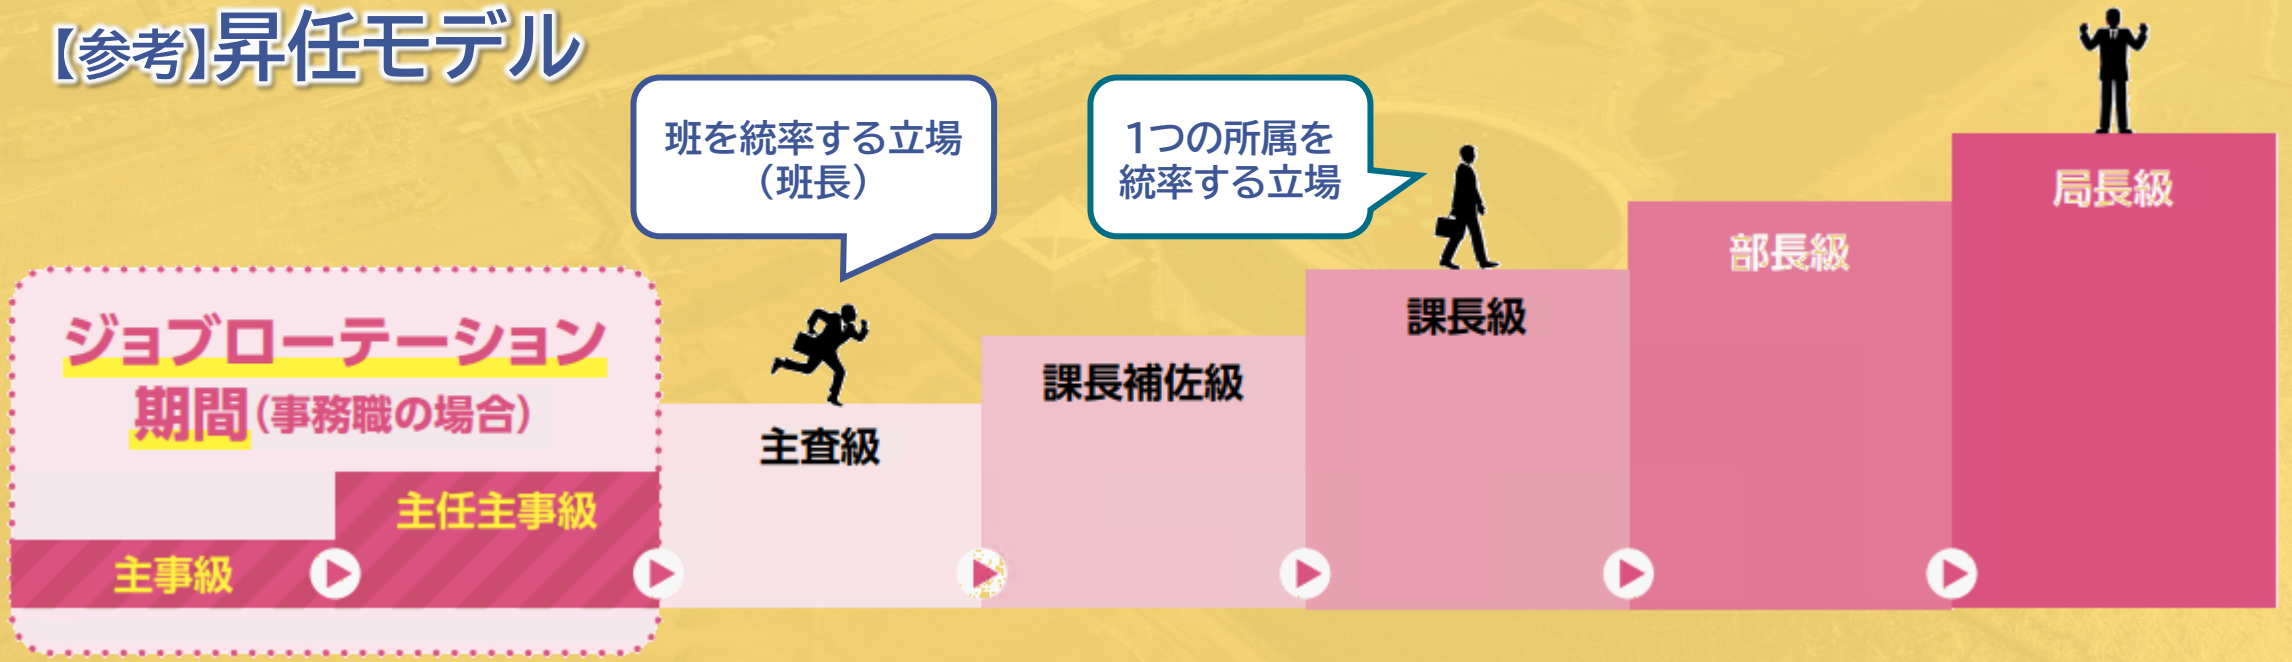 【参考】昇任モデル
班を統率する立場
（班長）
1つの所属を
統率する立場
ジョブローテーション
期間（事務職の場合）
主事級
主任主事級
主査級
課長補佐級
課長級
部長級
局長級